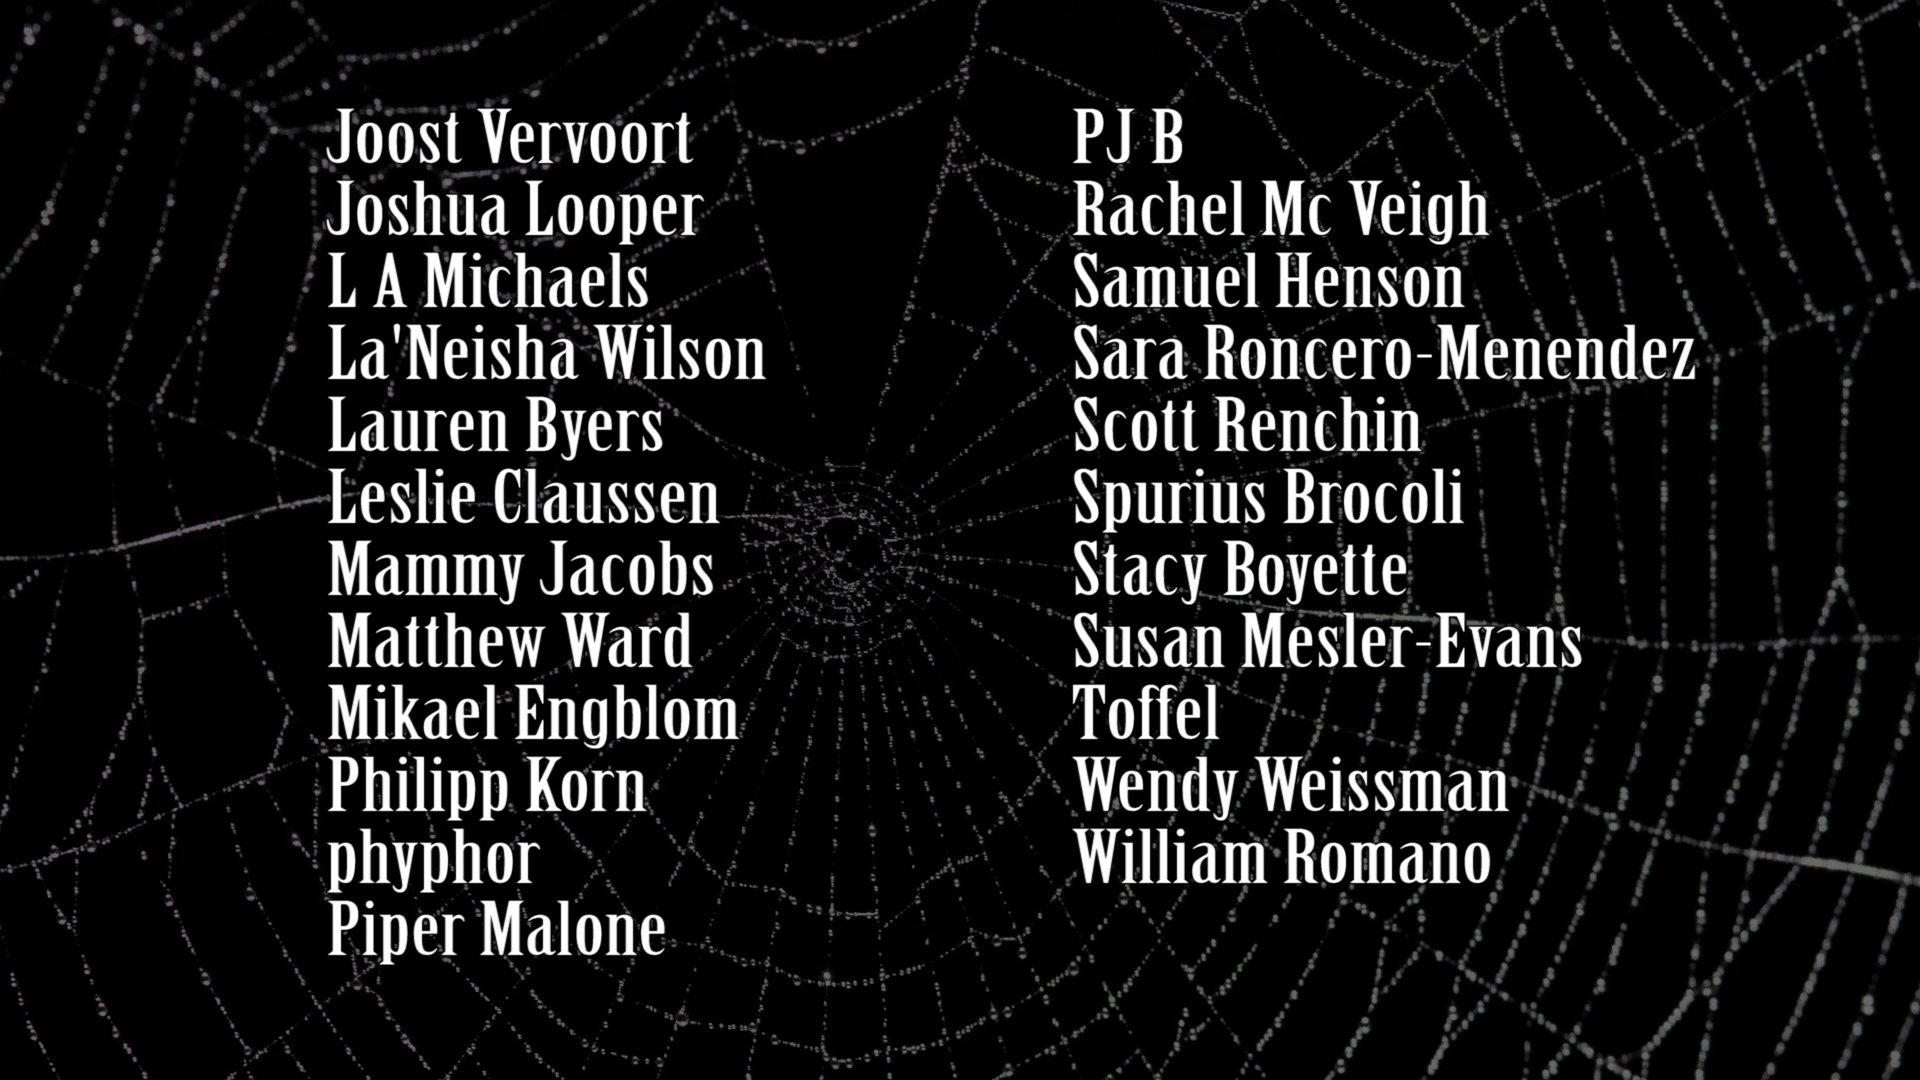 Joost Vervoort
Joshua Looper
L A Michaels
La'Neisha Wilson
Lauren Byers
Leslie Claussen
Mammy Jacobs
Matthew Ward
Mikael Engblom
Philipp Korn
phyphor
Piper Malone
PJ B
Rachel Mc Veigh
Samuel Henson
Sara Roncero-Menendez
Scott Renchin
Spurius Brocoli
Stacy Boyette
Susan Mesler-Evans
Toffel
Wendy Weissman
William Romano